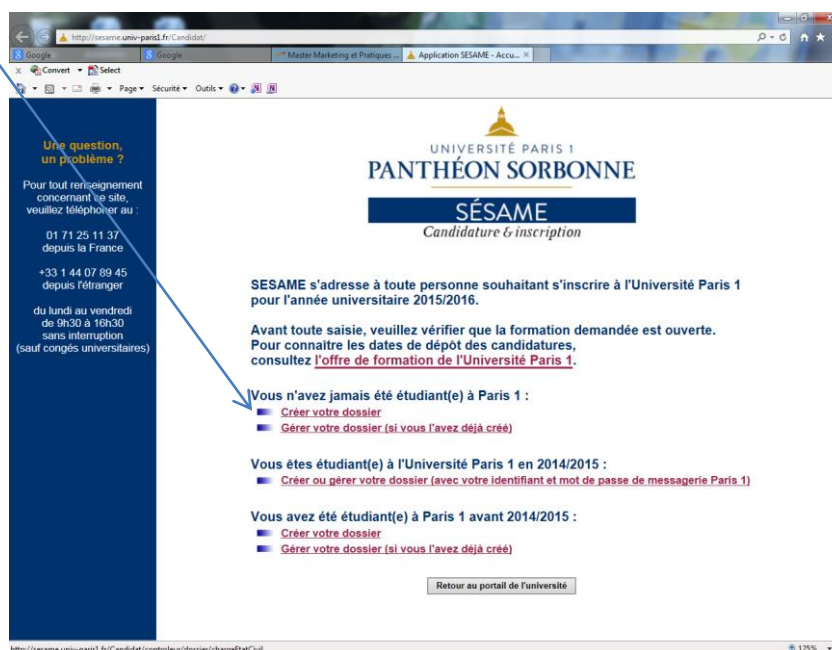 http://sesame.univ-paris1.fr/Candidat/
Google
Google
Master Marketing et Pratiques ...
Application SESAME - Accu...
x Convert Select
Page Sécurité Outils
Une question,
un problème ?
Pour tout renseignement
concernant ce site,
veuillez téléphoner au :
01 71 25 11 37
depuis la France
+33 1 44 07 89 45
depuis l'étranger
du lundi au vendredi
de 9h30 à 16h30
sans interruption
(sauf congés universitaires)
UNIVERSITÉ PARIS 1
PANTHÉON SORBONNE
SÉSAME
Candidature & inscription
SESAME s'adresse à toute personne souhaitant s'inscrire à l'Université Paris 1
pour l'année universitaire 2015/2016.
Avant toute saisie, veuillez vérifier que la formation demandée est ouverte.
Pour connaître les dates de dépôt des candidatures,
consultez l'offre de formation de l'Université Paris 1.
Vous n'avez jamais été étudiant(e) à Paris 1 :
Créer votre dossier
Gérer votre dossier (si vous l'avez déjà créé)
Vous êtes étudiant(e) à l'Université Paris 1 en 2014/2015 :
Créer ou gérer votre dossier (avec votre identifiant et mot de passe de messagerie Paris 1)
Vous avez été étudiant(e) à Paris 1 avant 2014/2015 :
Créer votre dossier
Gérer votre dossier (si vous l'avez déjà créé)
Retour au portail de l'université
http://sesame.univ-paris1.fr/Candidat/controleur/dossier/chargeEtatCivil
125%